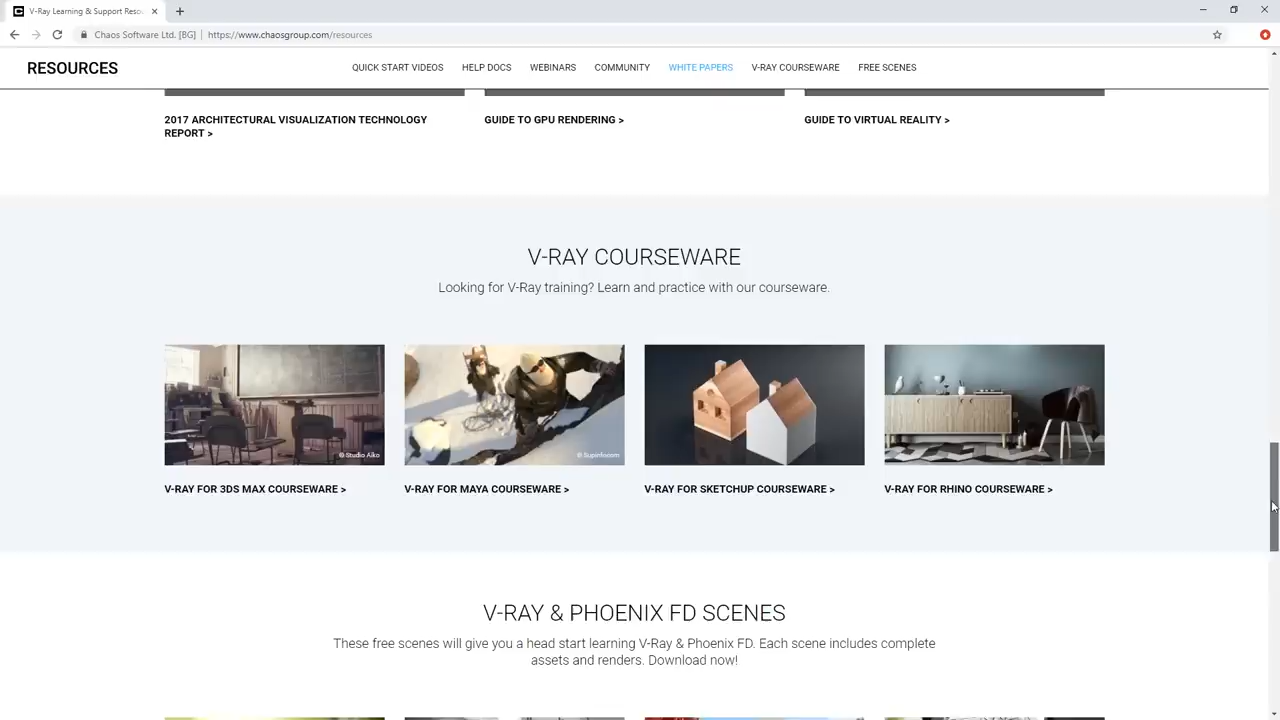 V-Ray Learning & Support Reso
Chaos Software Ltd. [BG] | https://www.chaosgroup.com/resources
RESOURCES
QUICK START VIDEOS HELP DOCS WEBINARS COMMUNITY WHITE PAPERS V-RAY COURSEWARE FREE SCENES
2017 ARCHITECTURAL VISUALIZATION TECHNOLOGY
REPORT >
GUIDE TO GPU RENDERING >
GUIDE TO VIRTUAL REALITY >
V-RAY COURSEWARE
Looking for V-Ray training? Learn and practice with our courseware.
© Studio Aiko
© Supinfocom
V-RAY FOR 3DS MAX COURSEWARE >
V-RAY FOR MAYA COURSEWARE >
V-RAY FOR SKETCHUP COURSEWARE >
V-RAY FOR RHINO COURSEWARE >
V-RAY & PHOENIX FD SCENES
These free scenes will give you a head start learning V-Ray & Phoenix FD. Each scene includes complete
assets and renders. Download now!